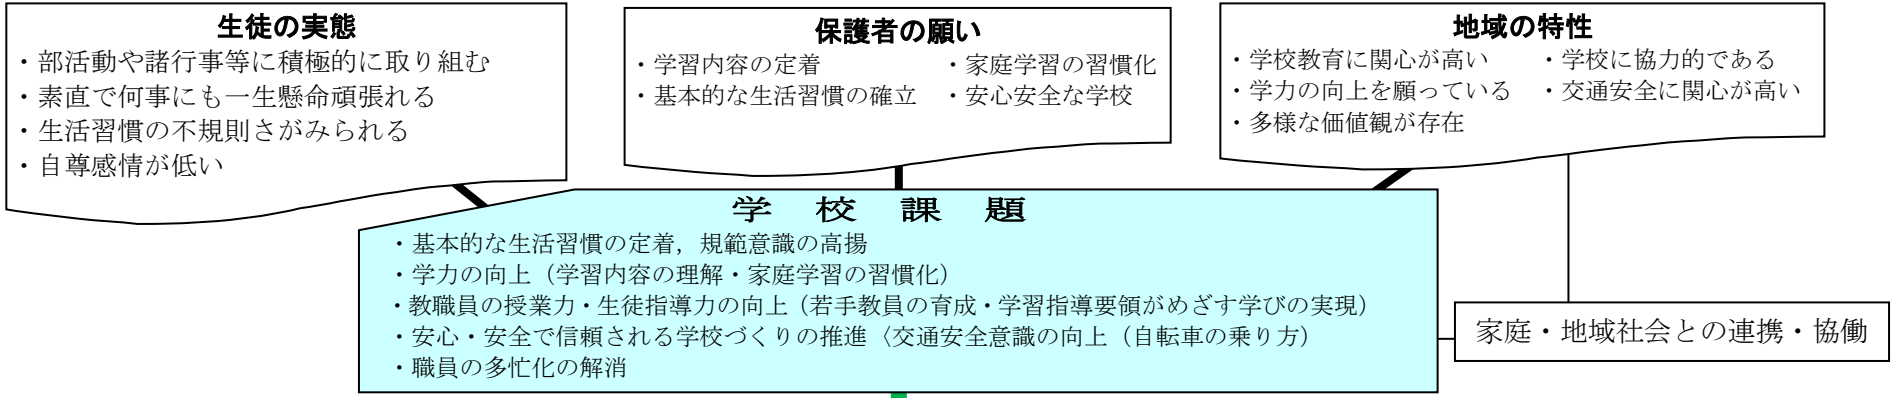 生徒の実態
・部活動や諸行事等に積極的に取り組む
・素直で何事にも一生懸命頑張れる
・生活習慣の不規則さがみられる
・自尊感情が低い
保護者の願い
・学習内容の定着　・家庭学習の習慣化
・基本的な生活習慣の確立　・安心安全な学校
地域の特性
・学校教育に関心が高い　・学校に協力的である
・学力の向上を願っている　・交通安全に関心が高い
・多様な価値観が存在
学　校　課　題
・基本的な生活習慣の定着，規範意識の高揚
・学力の向上（学習内容の理解・家庭学習の習慣化）
・教職員の授業力・生徒指導力の向上（若手教員の育成・学習指導要領がめざす学びの実現）
・安心・安全で信頼される学校づくりの推進〈交通安全意識の向上（自転車の乗り方）
・職員の多忙化の解消
家庭・地域社会との連携・協働